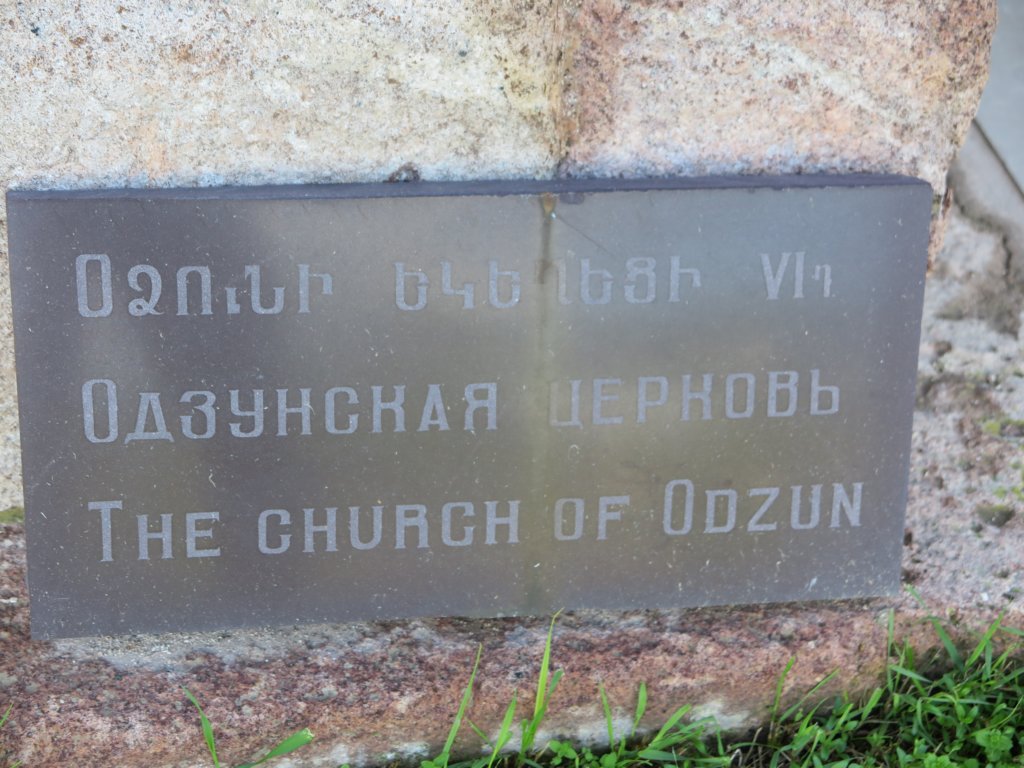 Օձունի եկեղեցի VIդ
Одзунская церковь
The church of Odzun